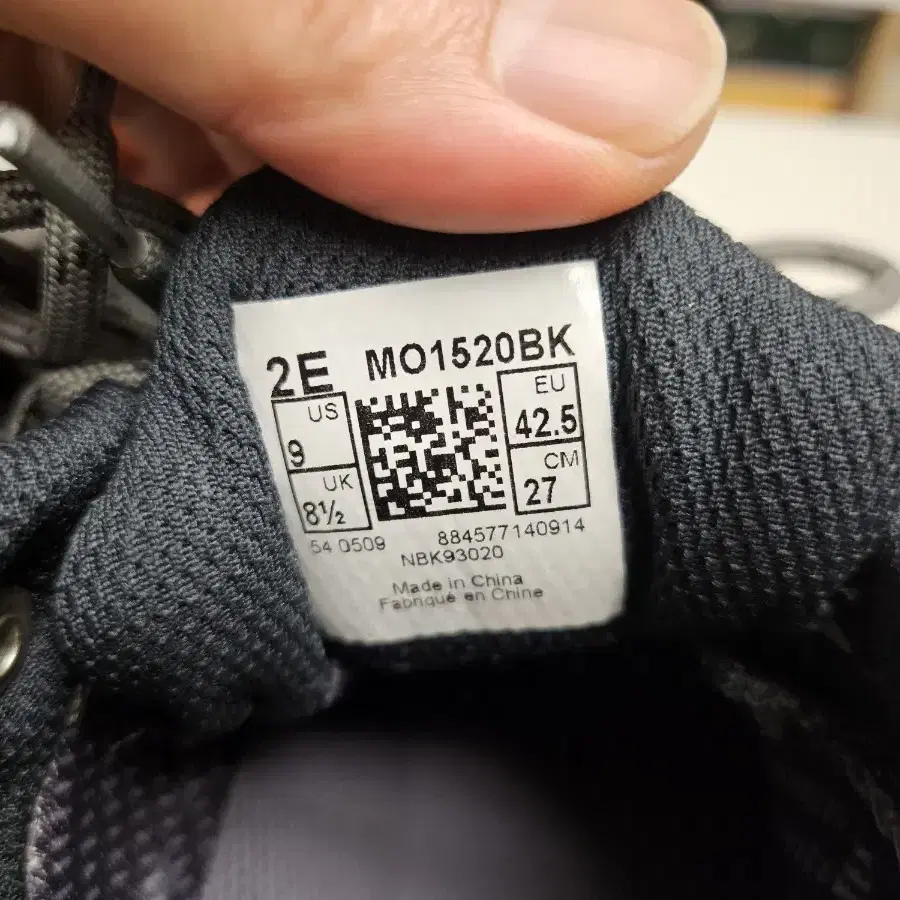 2E MO1520BK
US
9
UK
8½
EU
42.5
CM
27
54 0509 884577140914
NBK93020
Made in China
Fabriqué en Chine